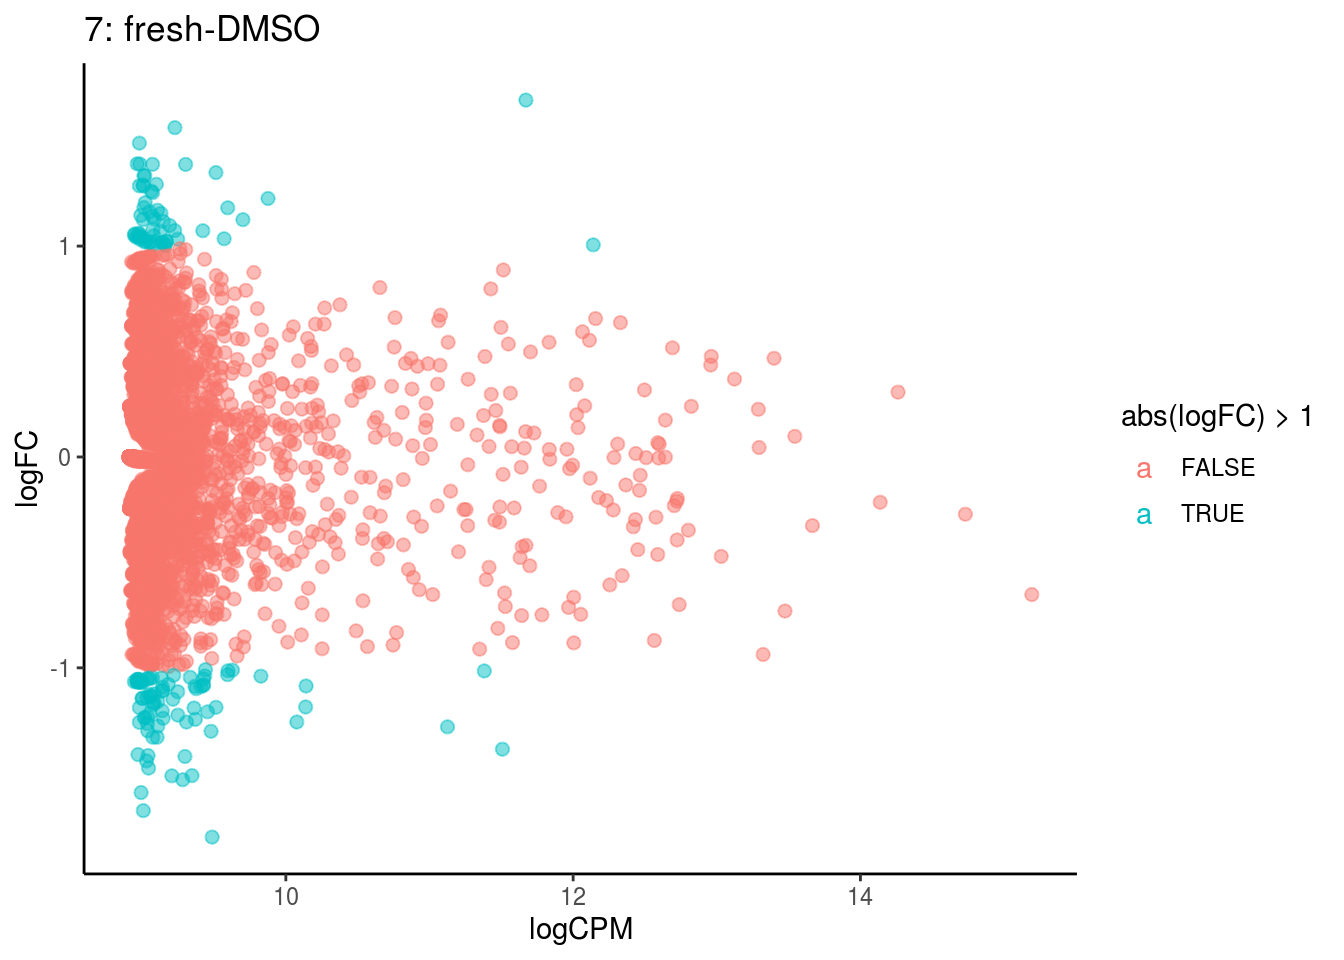 7: fresh-DMSO
logFC
1
0
-1
10
12
14
logCPM
abs(logFC) > 1
a FALSE
a TRUE